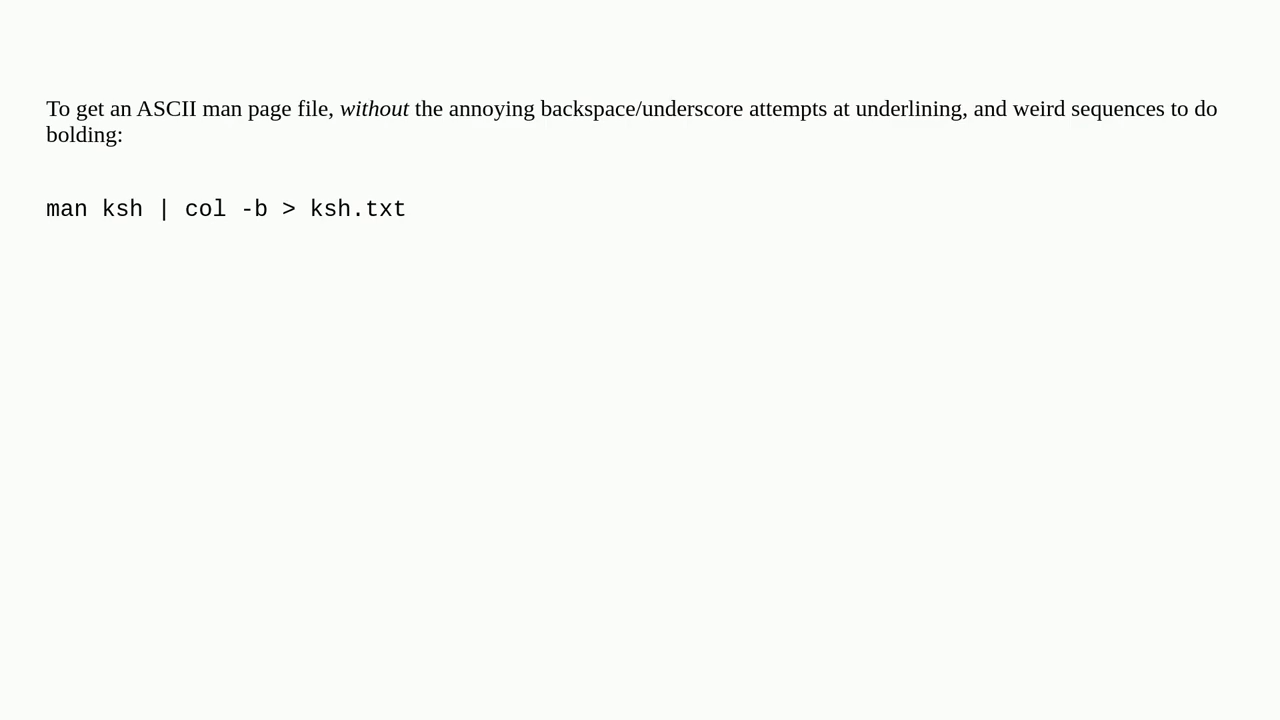 To get an ASCII man page file, without the annoying backspace/underscore attempts at underlining, and weird sequences to do
bolding:
man ksh | col -b > ksh.txt